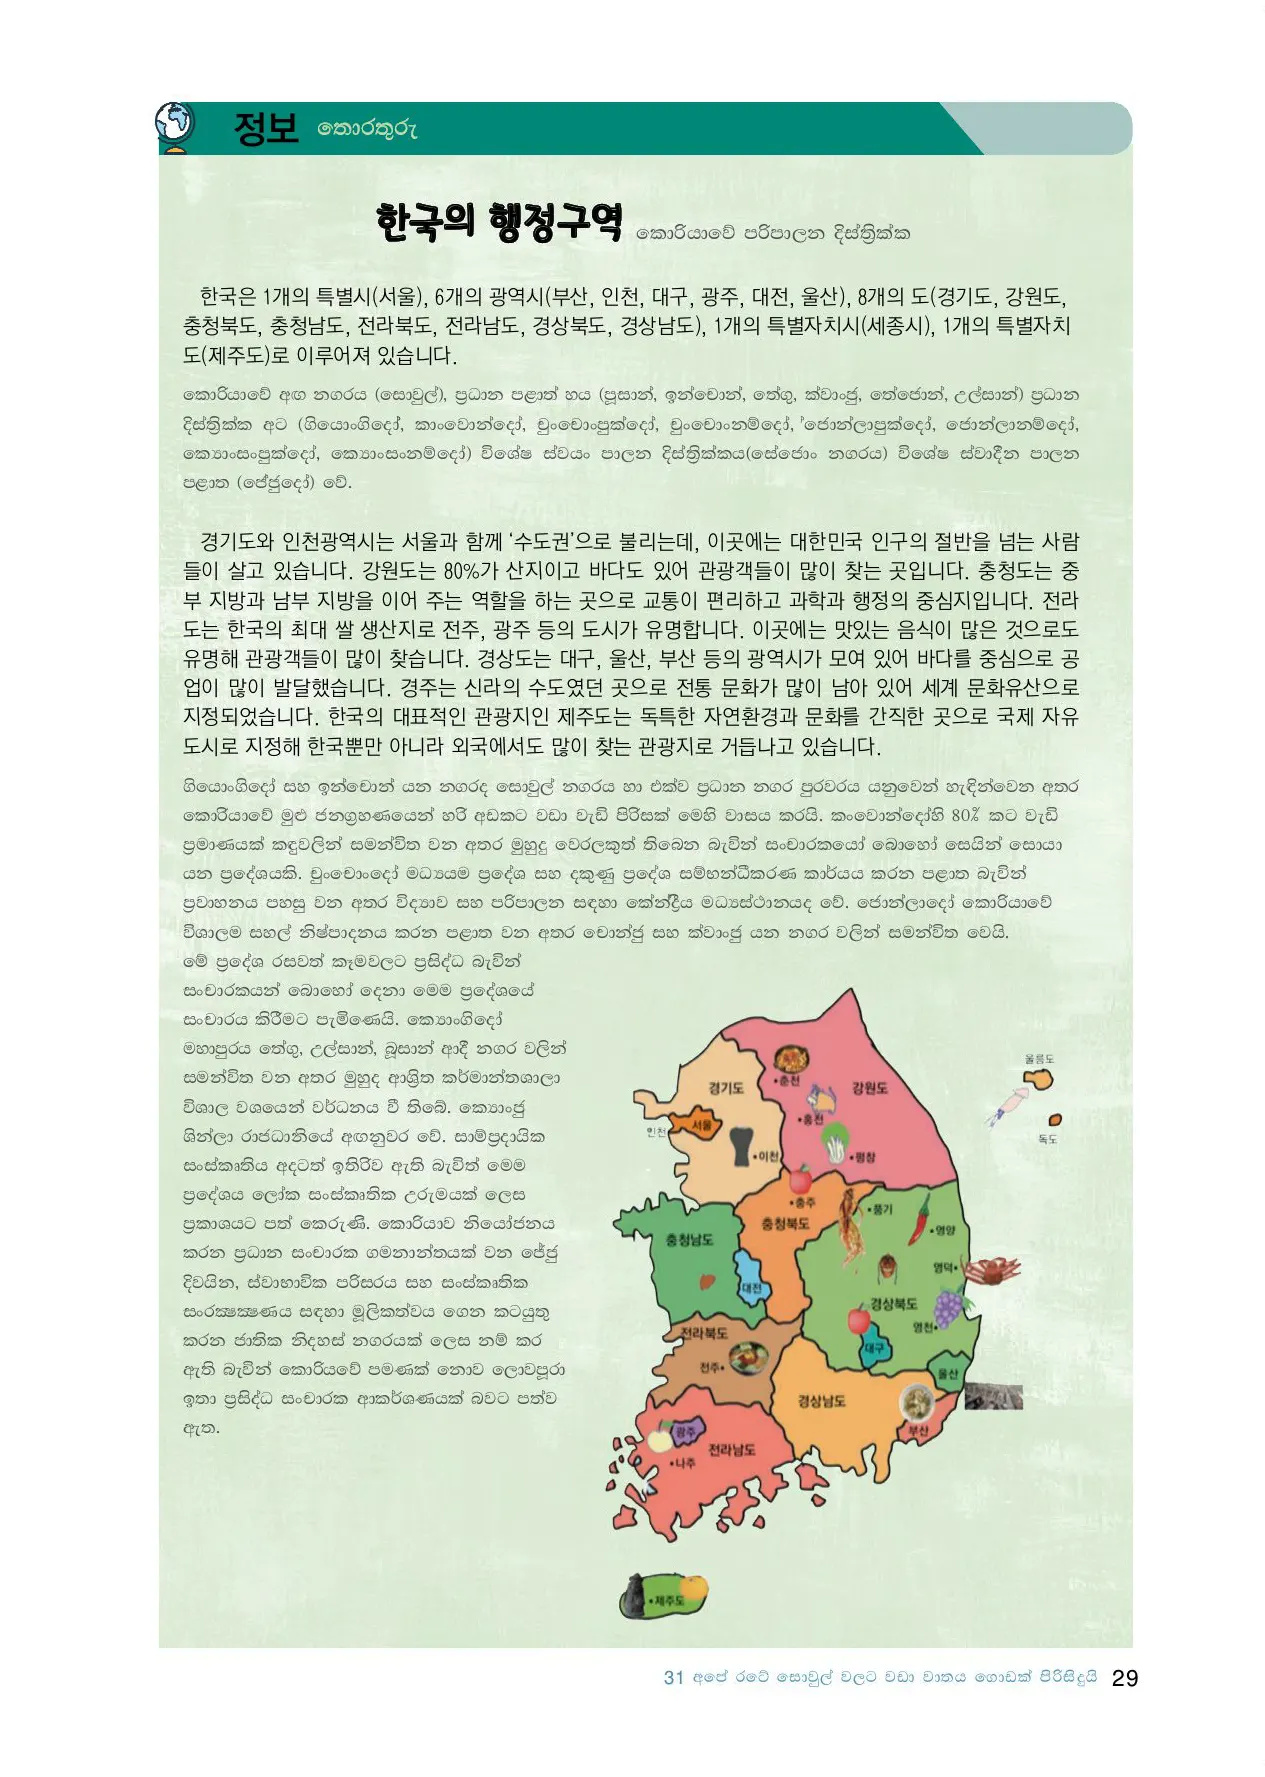 정보 තොරතුරු
한국의 행정구역 කොරියාවේ පරිපාලන දිස්ත්‍රික්ක
한국은 1개의 특별시(서울), 6개의 광역시(부산, 인천, 대구, 광주, 대전, 울산), 8개의 도(경기도, 강원도,
충청북도, 충청남도, 전라북도, 전라남도, 경상북도, 경상남도), 1개의 특별자치시(세종시), 1개의 특별자치
도(제주도)로 이루어져 있습니다.
කොරියාවේ අග නගරය (සොවුල්), ප්‍රධාන පළාත් හය (පූසාන්, ඉන්චොන්, තේගු, ක්වාංජු, තේජොන්, උල්සාන්) ප්‍රධාන
දිස්ත්‍රික්ක අට (ගියොංගිදෝ, කාංවොන්දෝ, චුංචොංපුක්දෝ, චුංචොංනම්දෝ, 'ජොන්ලාපුක්දෝ, ජොන්ලානම්දෝ,
ක්‍යොංසංපුක්දෝ, ක්‍යොංසංනම්දෝ) විශේෂ ස්වයං පාලන දිස්ත්‍රික්කය(සේජොං නගරය) විශේෂ ස්වාදීන පාලන
පළාත (ජේජුදෝ) වේ.
경기도와 인천광역시는 서울과 함께 ‘수도권’으로 불리는데, 이곳에는 대한민국 인구의 절반을 넘는 사람
들이 살고 있습니다. 강원도는 80%가 산지이고 바다도 있어 관광객들이 많이 찾는 곳입니다. 충청도는 중
부 지방과 남부 지방을 이어 주는 역할을 하는 곳으로 교통이 편리하고 과학과 행정의 중심지입니다. 전라
도는 한국의 최대 쌀 생산지로 전주, 광주 등의 도시가 유명합니다. 이곳에는 맛있는 음식이 많은 것으로도
유명해 관광객들이 많이 찾습니다. 경상도는 대구, 울산, 부산 등의 광역시가 모여 있어 바다를 중심으로 공
업이 많이 발달했습니다. 경주는 신라의 수도였던 곳으로 전통 문화가 많이 남아 있어 세계 문화유산으로
지정되었습니다. 한국의 대표적인 관광지인 제주도는 독특한 자연환경과 문화를 간직한 곳으로 국제 자유
도시로 지정해 한국뿐만 아니라 외국에서도 많이 찾는 관광지로 거듭나고 있습니다.
ගියොංගිදෝ සහ ඉන්චොන් යන නගරද සොවුල් නගරය හා එක්ව ප්‍රධාන නගර පුරවරය යනුවෙන් හැඳින්වෙන අතර
කොරියාවේ මුළු ජනග්‍රහණයෙන් හරි අඩකට වඩා වැඩි පිරිසක් මෙහි වාසය කරයි. කංවොන්දෝහි 80% කට වැඩි
ප්‍රමාණයක් කඳුවලින් සමන්විත වන අතර මුහුදු වෙරලකුත් තිබෙන බැවින් සංචාරකයෝ බොහෝ සෙයින් සොයා
යන ප්‍රදේශයකි. චුංචොංදෝ මධ්‍යයම ප්‍රදේශ සහ දකුණු ප්‍රදේශ සම්භන්ධීකරණ කාර්යය කරන පළාත බැවින්
ප්‍රවාහනය පහසු වන අතර විද්‍යාව සහ පරිපාලන සඳහා කේන්ද්‍රීය මධ්‍යස්ථානයද වේ. ජොන්ලාදෝ කොරියාවේ
විශාලම සහල් නිෂ්පාදනය කරන පළාත වන අතර චොන්ජු සහ ක්වාංජු යන නගර වලින් සමන්විත වෙයි.
මේ ප්‍රදේශ රසවත් කෑමවලට ප්‍රසිද්ධ බැවින්
සංචාරකයන් බොහෝ දෙනා මෙම ප්‍රදේශයේ
සංචාරය කිරීමට පැමිණෙයි. ක්‍යොංගිදෝ
මහාපුරය තේගු, උල්සාන්, බූසාන් ආදී නගර වලින්
සමන්විත වන අතර මුහුද ආශ්‍රිත කර්මාන්තශාලා
විශාල වශයෙන් වර්ධනය වී තිබේ. ක්‍යොංජු
ශින්ලා රාජධානියේ අගනුවර වේ. සාම්ප්‍රදායික
සංස්කෘතිය අදටත් ඉතිරිව ඇති බැවිත් මෙම
ප්‍රදේශය ලෝක සංස්කෘතික උරුමයක් ලෙස
ප්‍රකාශයට පත් කෙරුණි. කොරියාව නියෝජනය
කරන ප්‍රධාන සංචාරක ගමනාන්තයක් වන ජේජු
දිවයින, ස්වාභාවික පරිසරය සහ සංස්කෘතික
සංරක්‍ෂක්‍ෂණය සඳහා මූලිකත්වය ගෙන කටයුතු
කරන ජාතික නිදහස් නගරයක් ලෙස නම් කර
ඇති බැවින් කොරියාවේ පමණක් නොව ලොවපූරා
ඉතා ප්‍රසිද්ධ සංචාරක ආකර්ශණයක් බවට පත්ව
ඇත.
울릉도
독도
경기도
강원도
•춘천
•홍천
•평창
인천
서울
•이천
•충주
충청북도
•풍기
•영양
충청남도
영덕•
대전
경상북도
영천•
전라북도
대구
전주•
울산
경상남도
부산
광주
전라남도
•나주
•제주도
31 අපේ රටේ සොවුල් වලට වඩා වාතය ගොඩක් පිරිසිදුයි 29